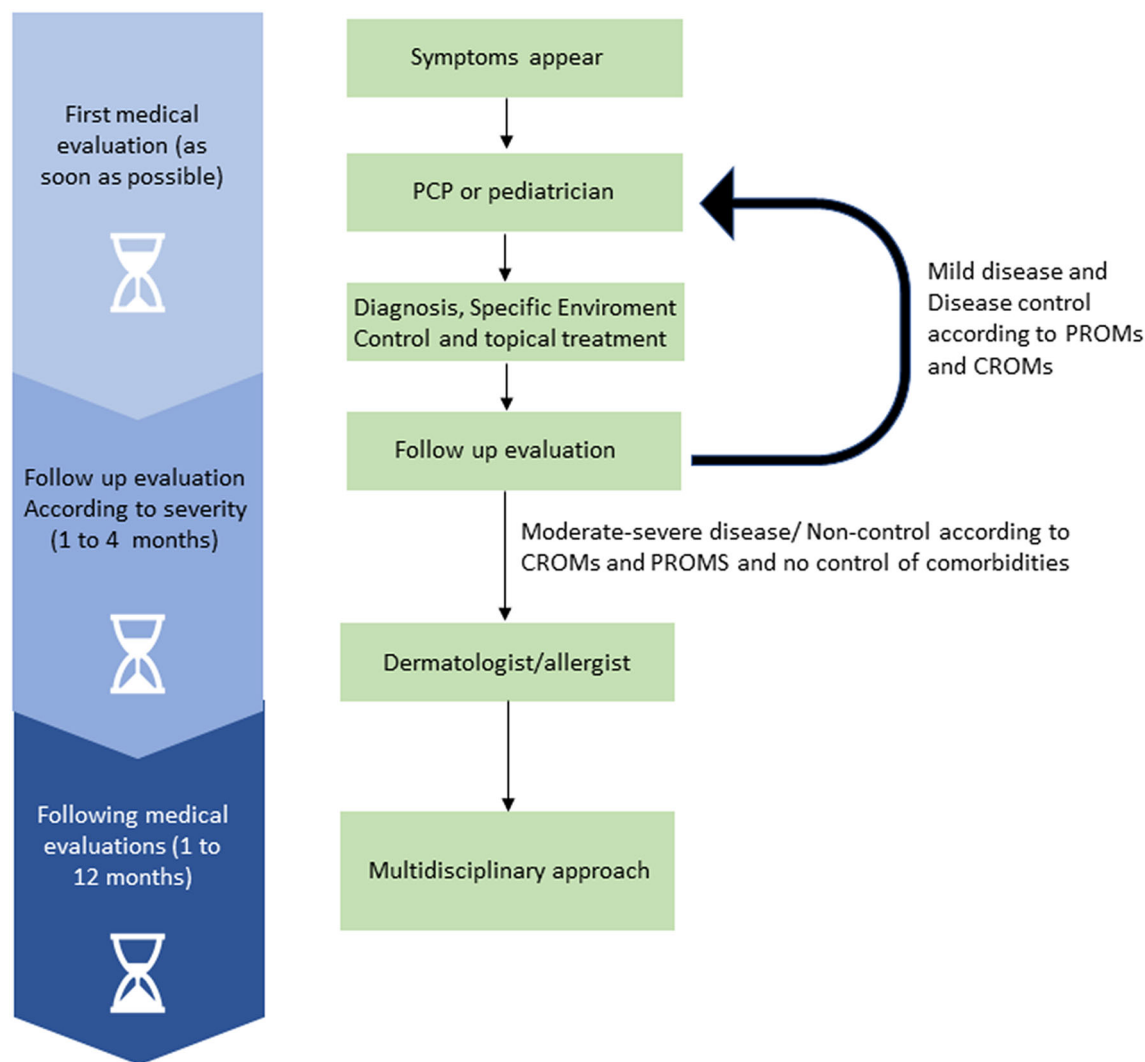 First medical
evaluation (as
soon as possible)
Follow up evaluation
According to severity
(1 to 4 months)
Following medical
evaluations (1 to
12 months)
Symptoms appear
PCP or pediatrician
Diagnosis, Specific Enviroment
Control and topical treatment
Follow up evaluation
Mild disease and
Disease control
according to PROMs
and CROMs
Moderate-severe disease/ Non-control according to
CROMs and PROMS and no control of comorbidities
Dermatologist/allergist
Multidisciplinary approach